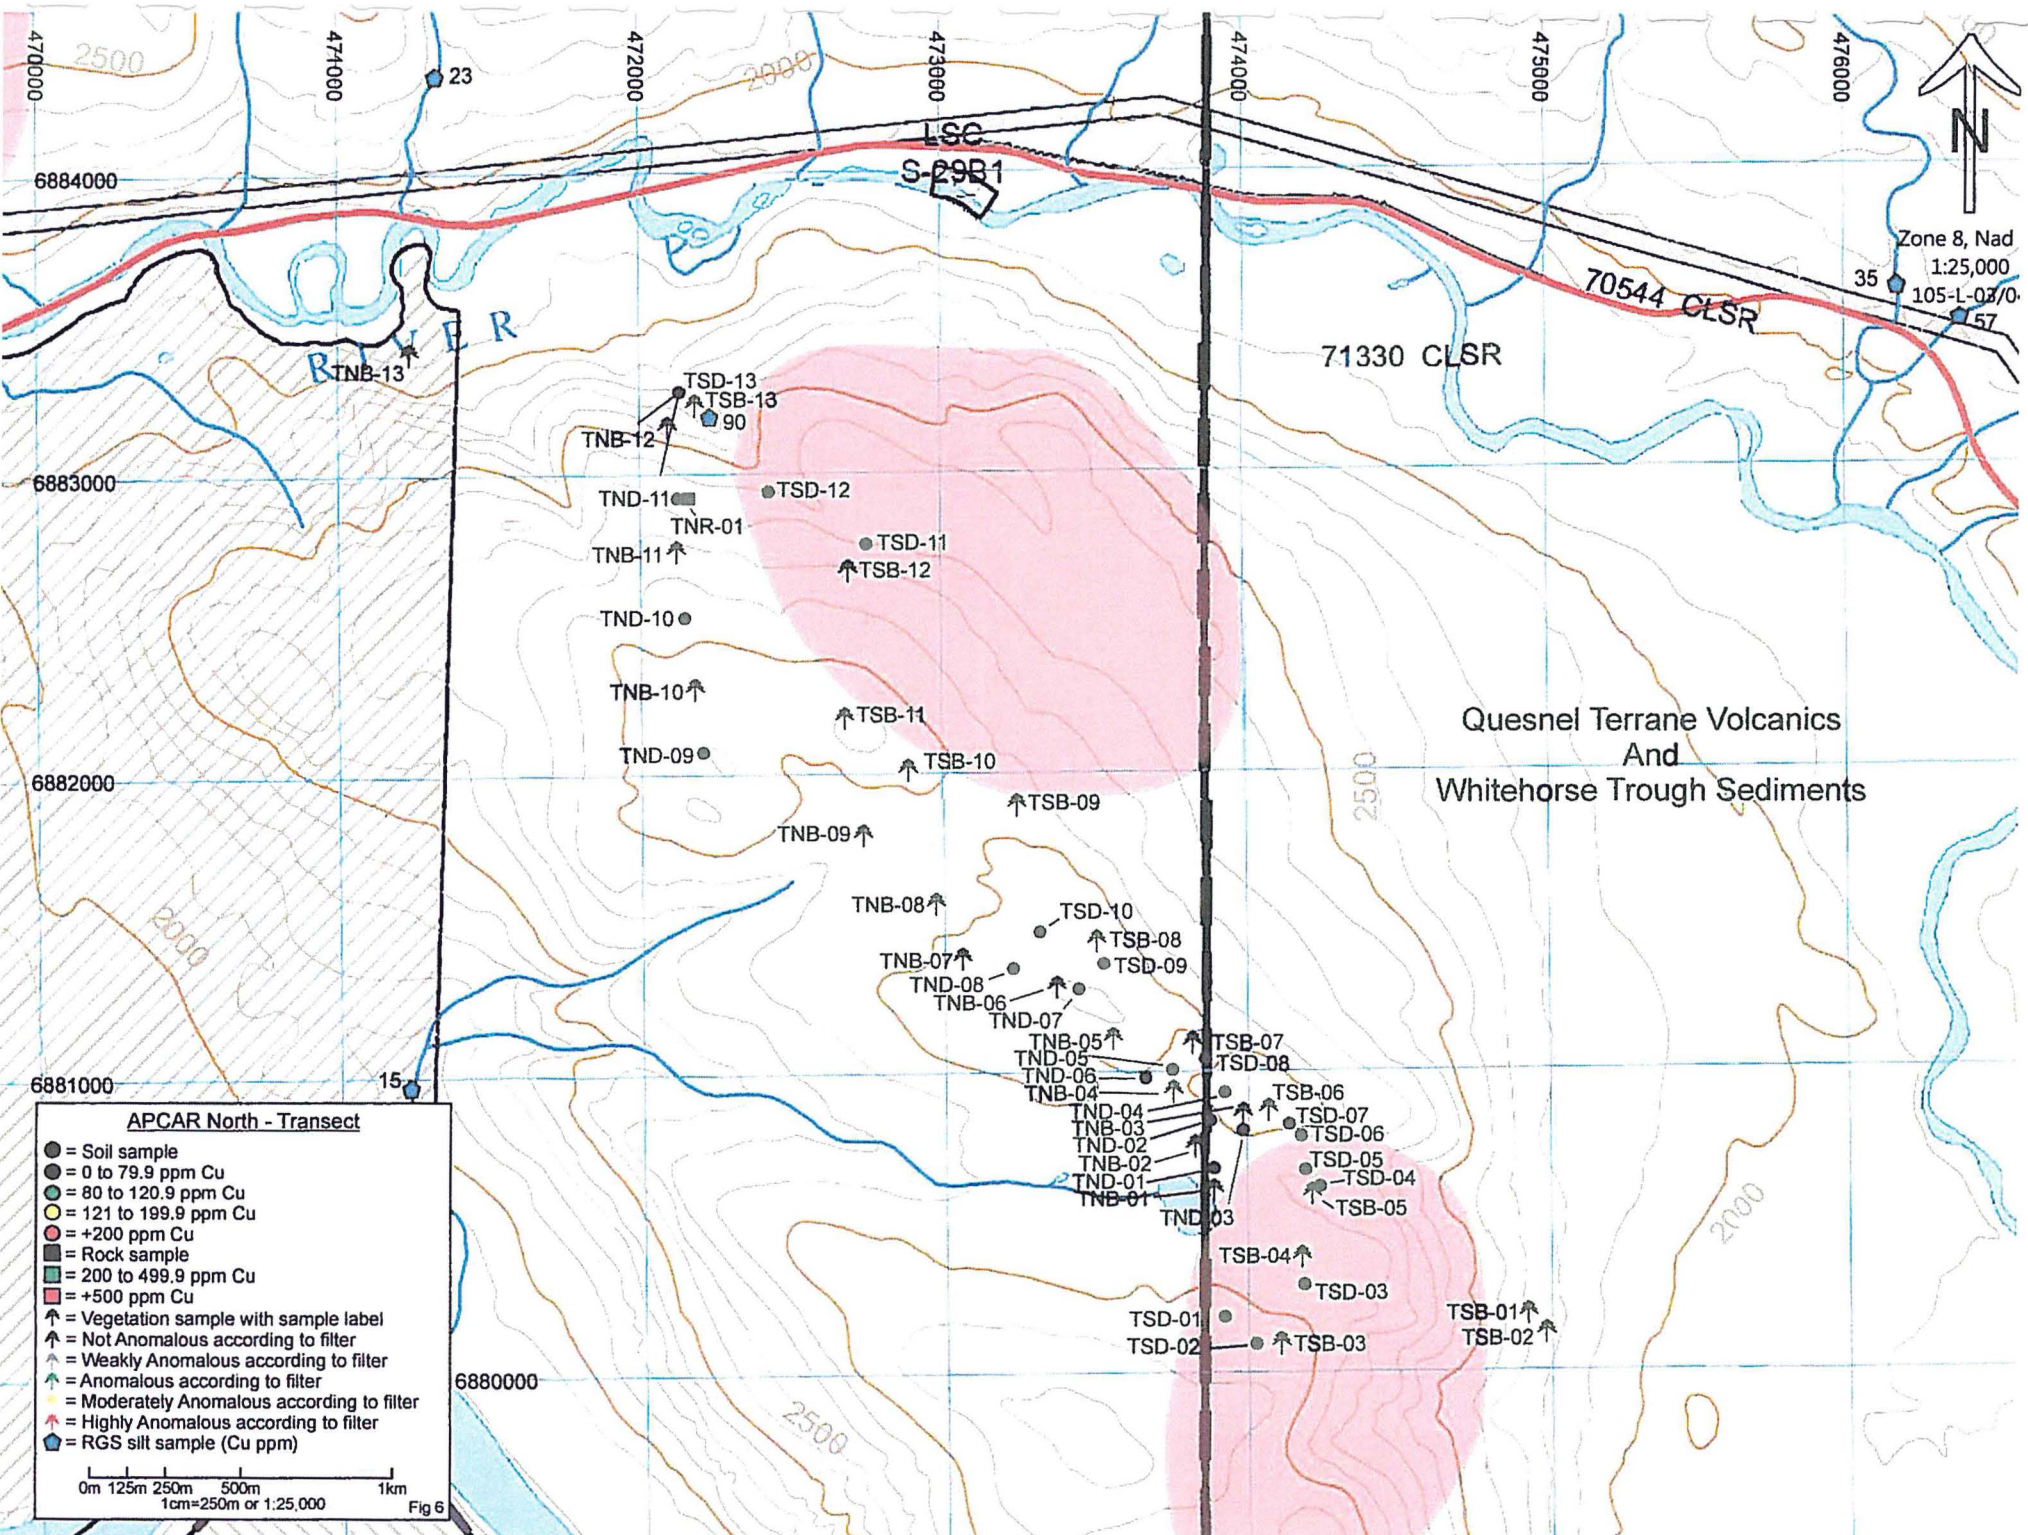 470000
471000
472000
473000
474000
475000
476000
2500
23
2000
LSC
S-29B1
6884000
N
Zone 8, Nad
1:25,000
35
105-L-03/0
57
70544 CLSR
71330 CLSR
RIVER
TNB-13
TSD-13
TSB-13
90
TNB-12
6883000
TND-11
TSD-12
TNR-01
TSD-11
TNB-11
TSB-12
TND-10
TNB-10
TSB-11
Quesnel Terrane Volcanics
And
Whitehorse Trough Sediments
TND-09
TSB-10
2500
6882000
TSB-09
TNB-09
TNB-08
TSD-10
2000
TSB-08
TNB-07
TSD-09
TND-08
TNB-06
TND-07
TNB-05
TSB-07
TND-05
TSD-08
TND-06
15
6881000
TNB-04
TSB-06
TND-04
TSD-07
TNB-03
TSD-06
TND-02
TNB-02
TSD-05
TND-01
TSD-04
TNB-01
TSB-05
TND-03
2000
TSB-04
TSD-03
TSD-01
TSB-01
TSD-02
TSB-03
TSB-02
6880000
2500
APCAR North - Transect
= Soil sample
= 0 to 79.9 ppm Cu
= 80 to 120.9 ppm Cu
= 121 to 199.9 ppm Cu
= +200 ppm Cu
= Rock sample
= 200 to 499.9 ppm Cu
= +500 ppm Cu
= Vegetation sample with sample label
= Not Anomalous according to filter
= Weakly Anomalous according to filter
= Anomalous according to filter
= Moderately Anomalous according to filter
= Highly Anomalous according to filter
= RGS silt sample (Cu ppm)
0m 125m 250m 500m 1km
1cm=250m or 1:25,000
Fig 6